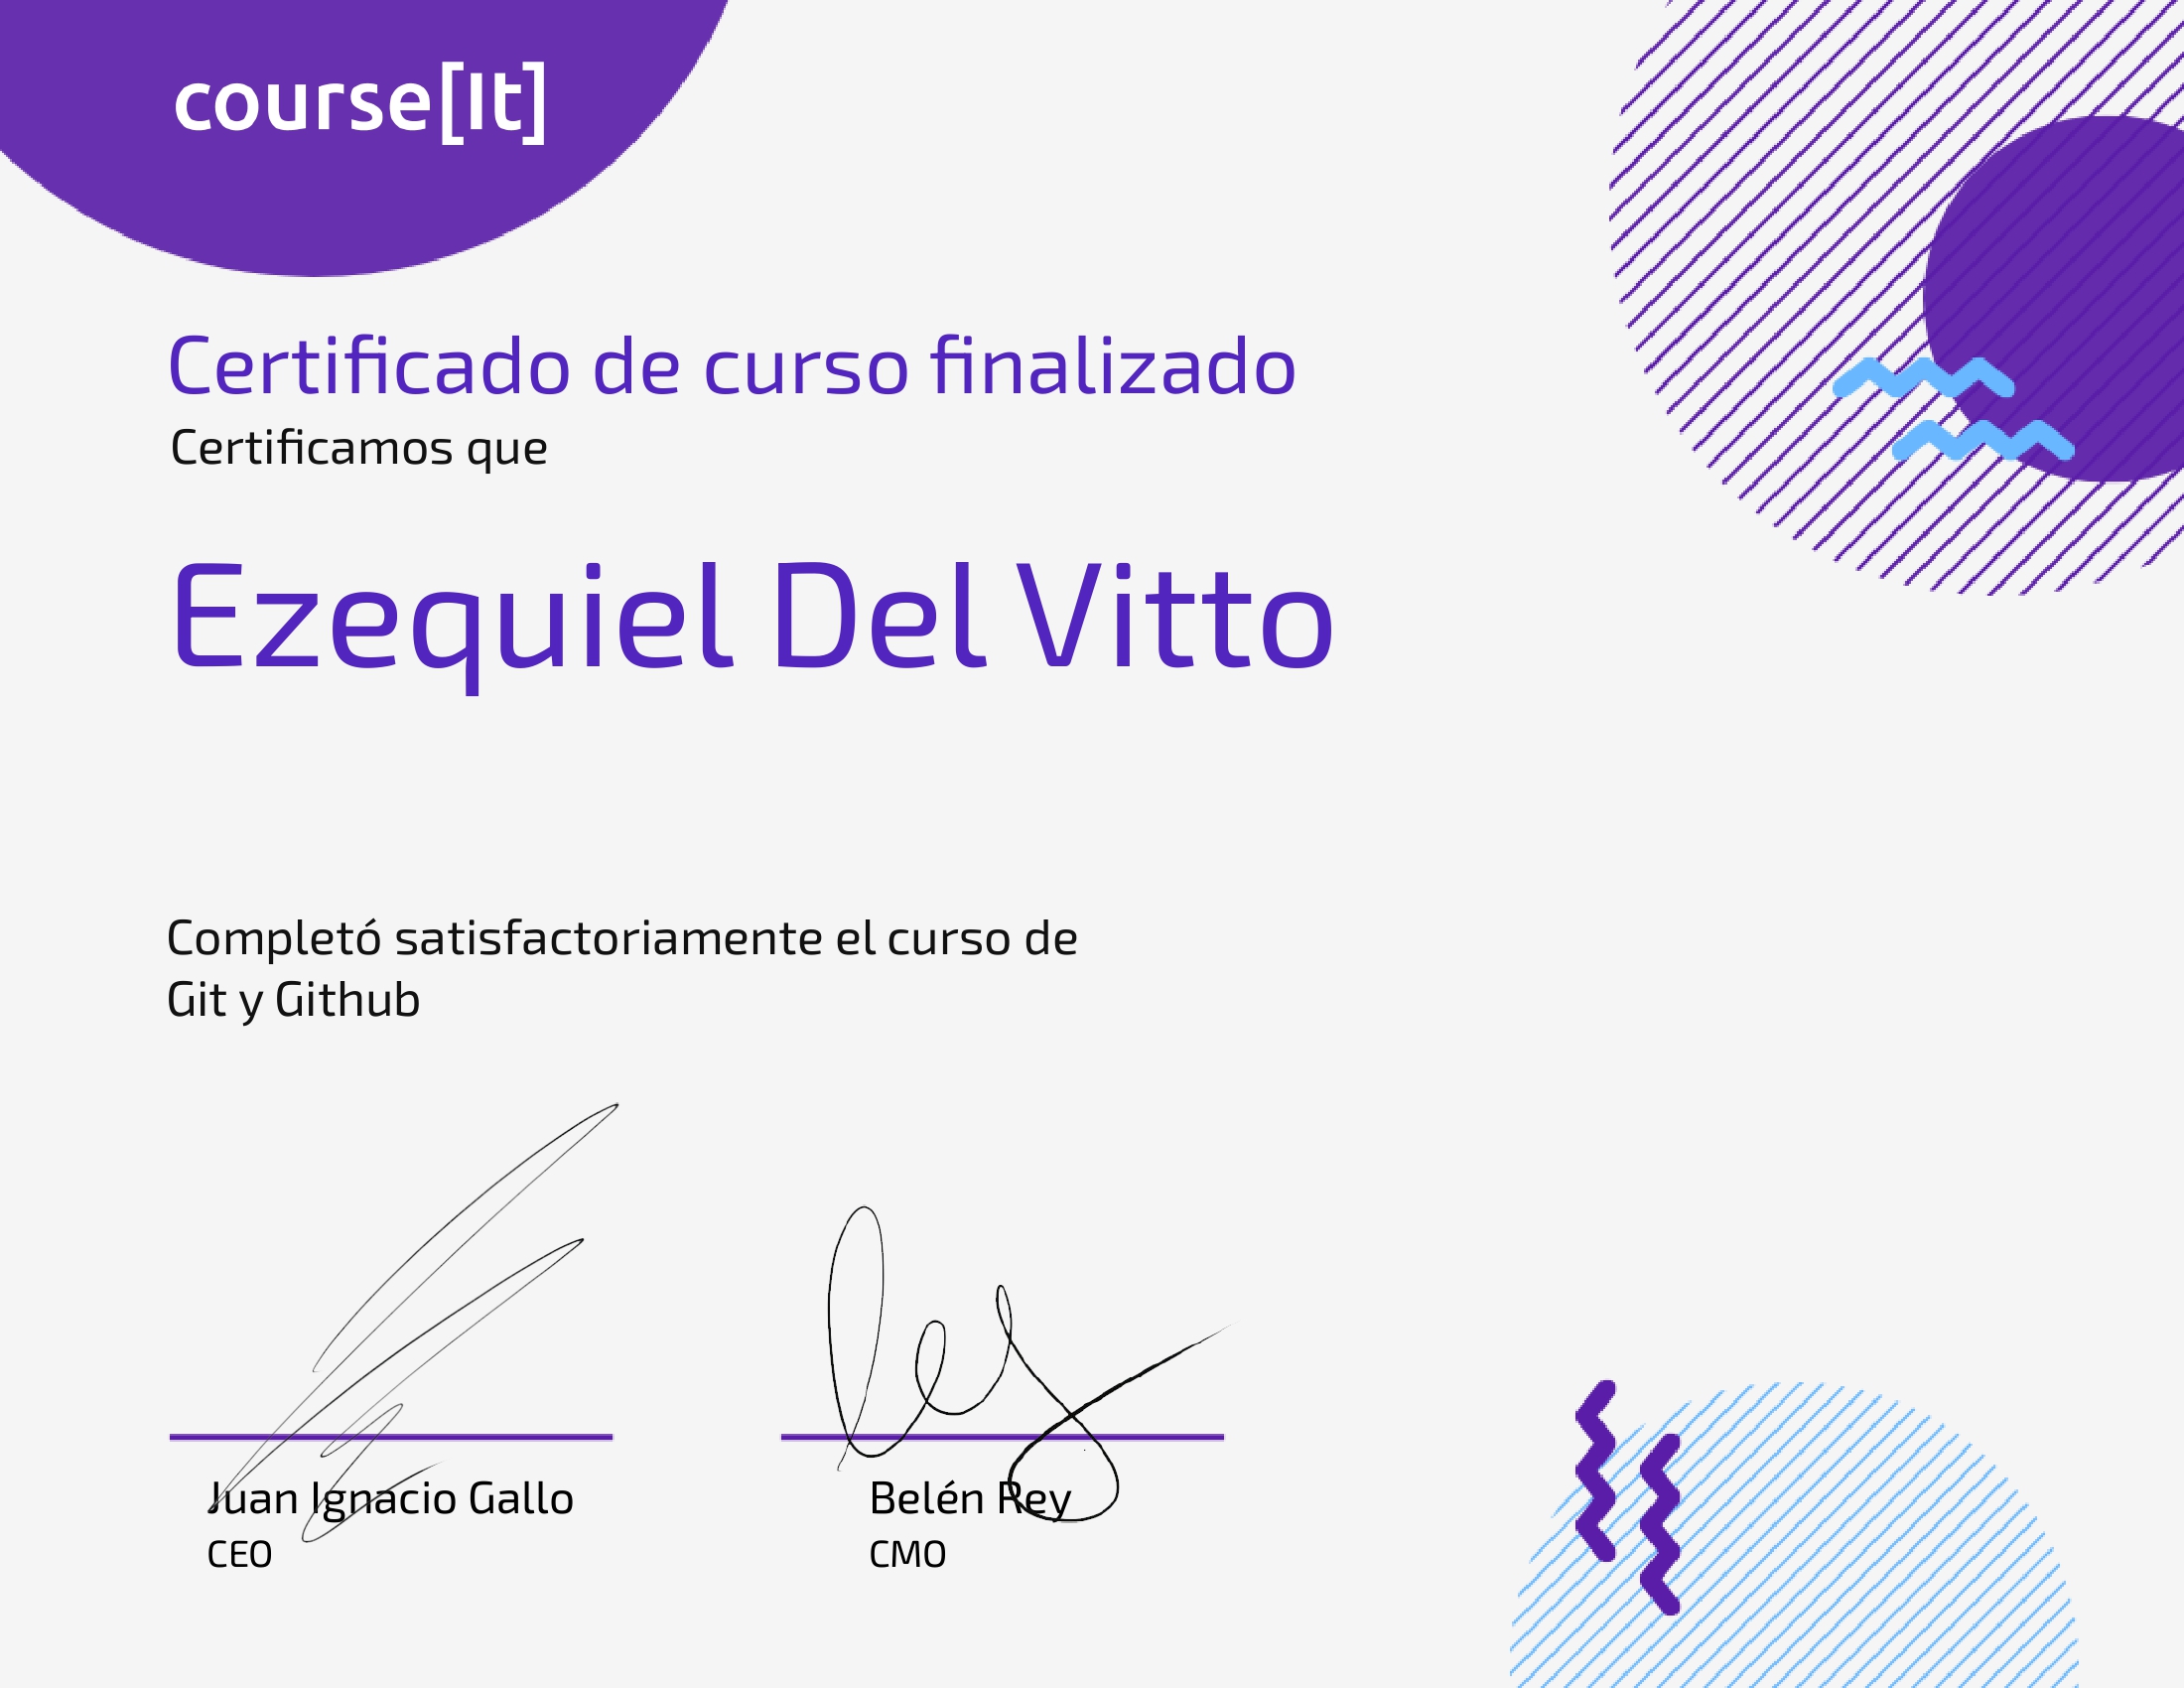 course[It]
Certificado de curso finalizado
Certificamos que
Ezequiel Del Vitto
Completó satisfactoriamente el curso de
Git y Github
Juan Ignacio Gallo
CEO
Belén Rey
CMO